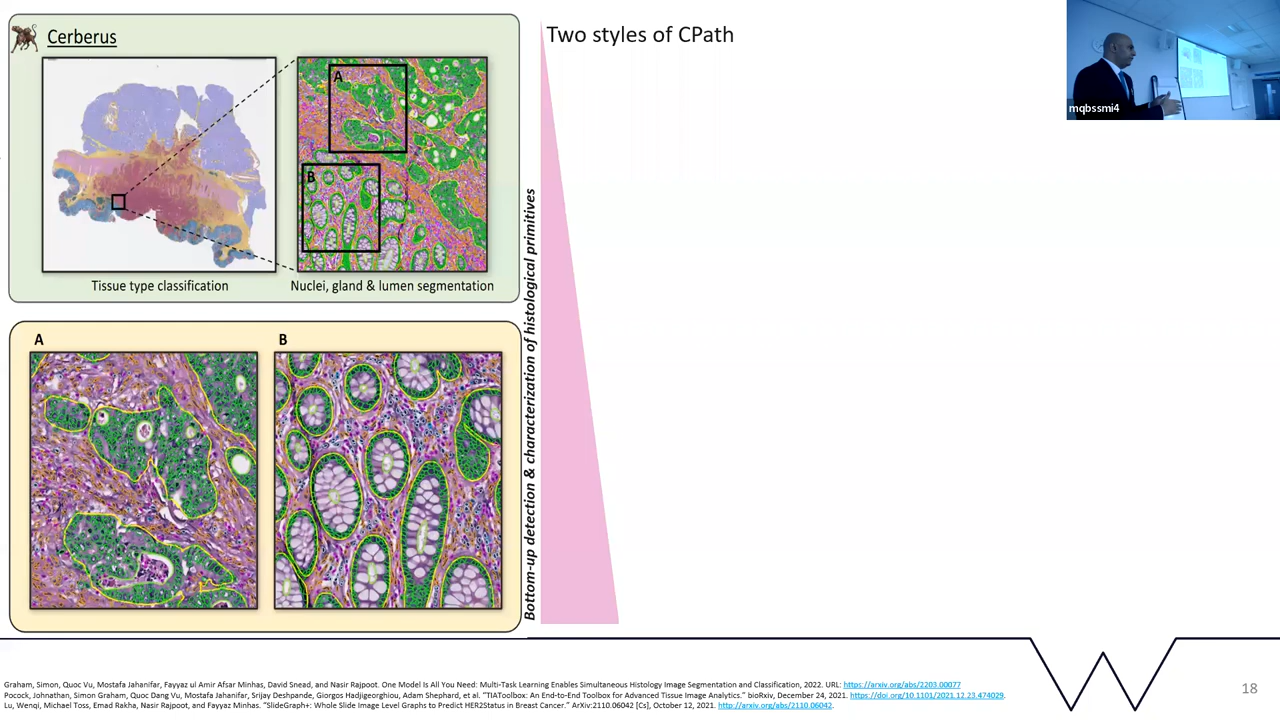 Cerberus
Two styles of CPath
mqbssmi4
A
B
Tissue type classification
Nuclei, gland & lumen segmentation
Bottom-up detection & characterization of histological primitives
A
B
Graham, Simon, Quoc Vu, Mostafa Jahanifar, Fayyaz ul Amir Afsar Minhas, David Snead, and Nasir Rajpoot. One Model Is All You Need: Multi-Task Learning Enables Simultaneous Histology Image Segmentation and Classification, 2022. URL: https://arxiv.org/abs/2203.00077
Pocock, Johnathan, Simon Graham, Quoc Dang Vu, Mostafa Jahanifar, Srijay Deshpande, Giorgos Hadjigeorghiou, Adam Shephard, et al. "TIAToolbox: An End-to-End Toolbox for Advanced Tissue Image Analytics." bioRxiv, December 24, 2021. https://doi.org/10.1101/2021.12.23.474029.
Lu, Wenqi, Michael Toss, Emad Rakha, Nasir Rajpoot, and Fayyaz Minhas. "SlideGraph+: Whole Slide Image Level Graphs to Predict HER2Status in Breast Cancer." ArXiv:2110.06042 [Cs], October 12, 2021. http://arxiv.org/abs/2110.06042.
18